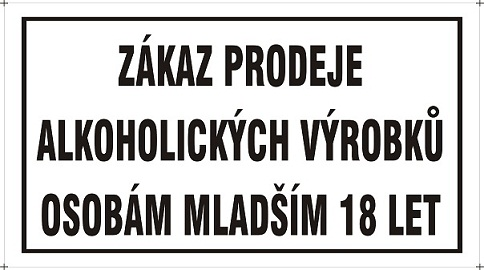 ZÁKAZ PRODEJE
ALKOHOLICKÝCH VÝROBKŮ
OSOBÁM MLADŠÍM 18 LET